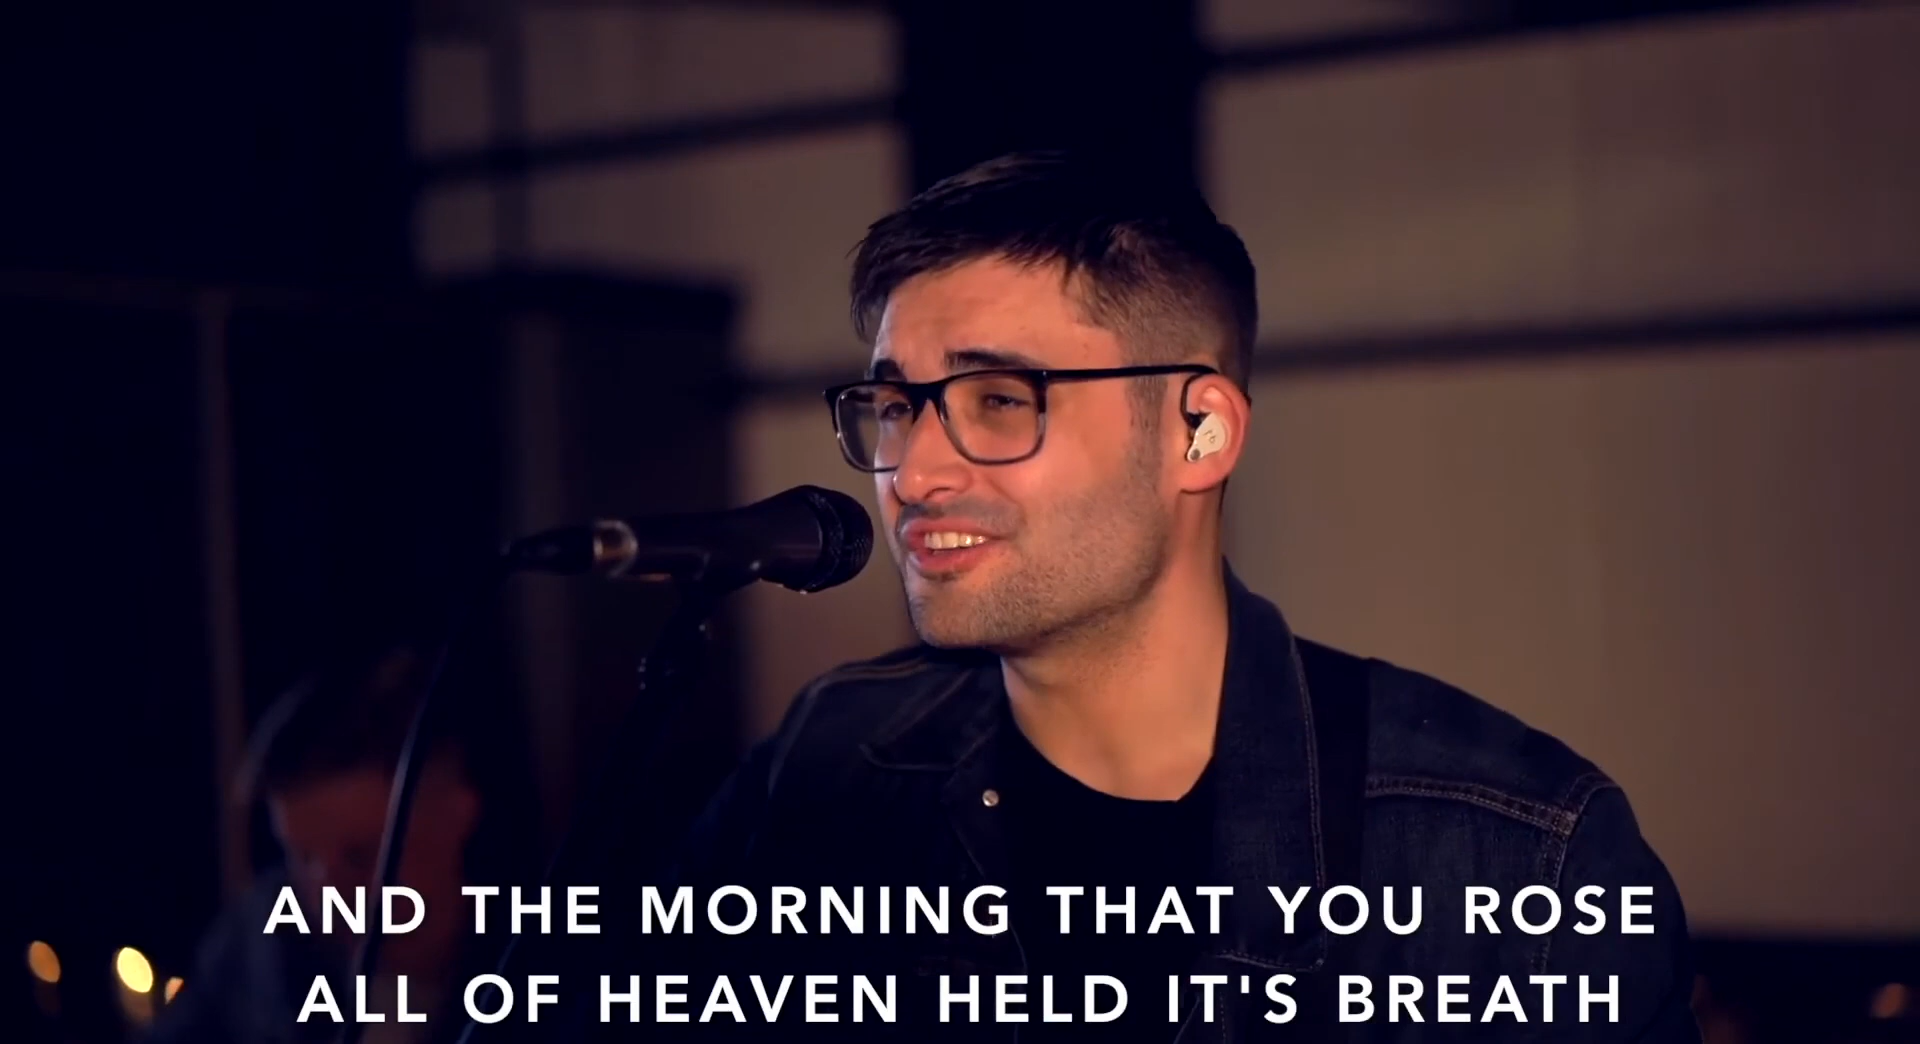 AND THE MORNING THAT YOU ROSE
ALL OF HEAVEN HELD IT'S BREATH